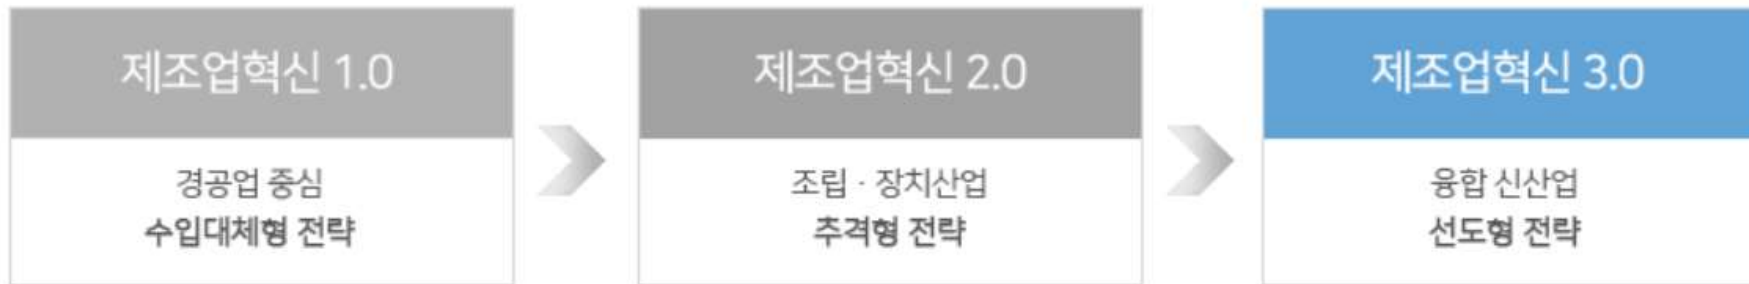 제조업혁신 1.0
경공업 중심
수입대체형 전략
제조업혁신 2.0
조립 · 장치산업
추격형 전략
제조업혁신 3.0
융합 신산업
선도형 전략